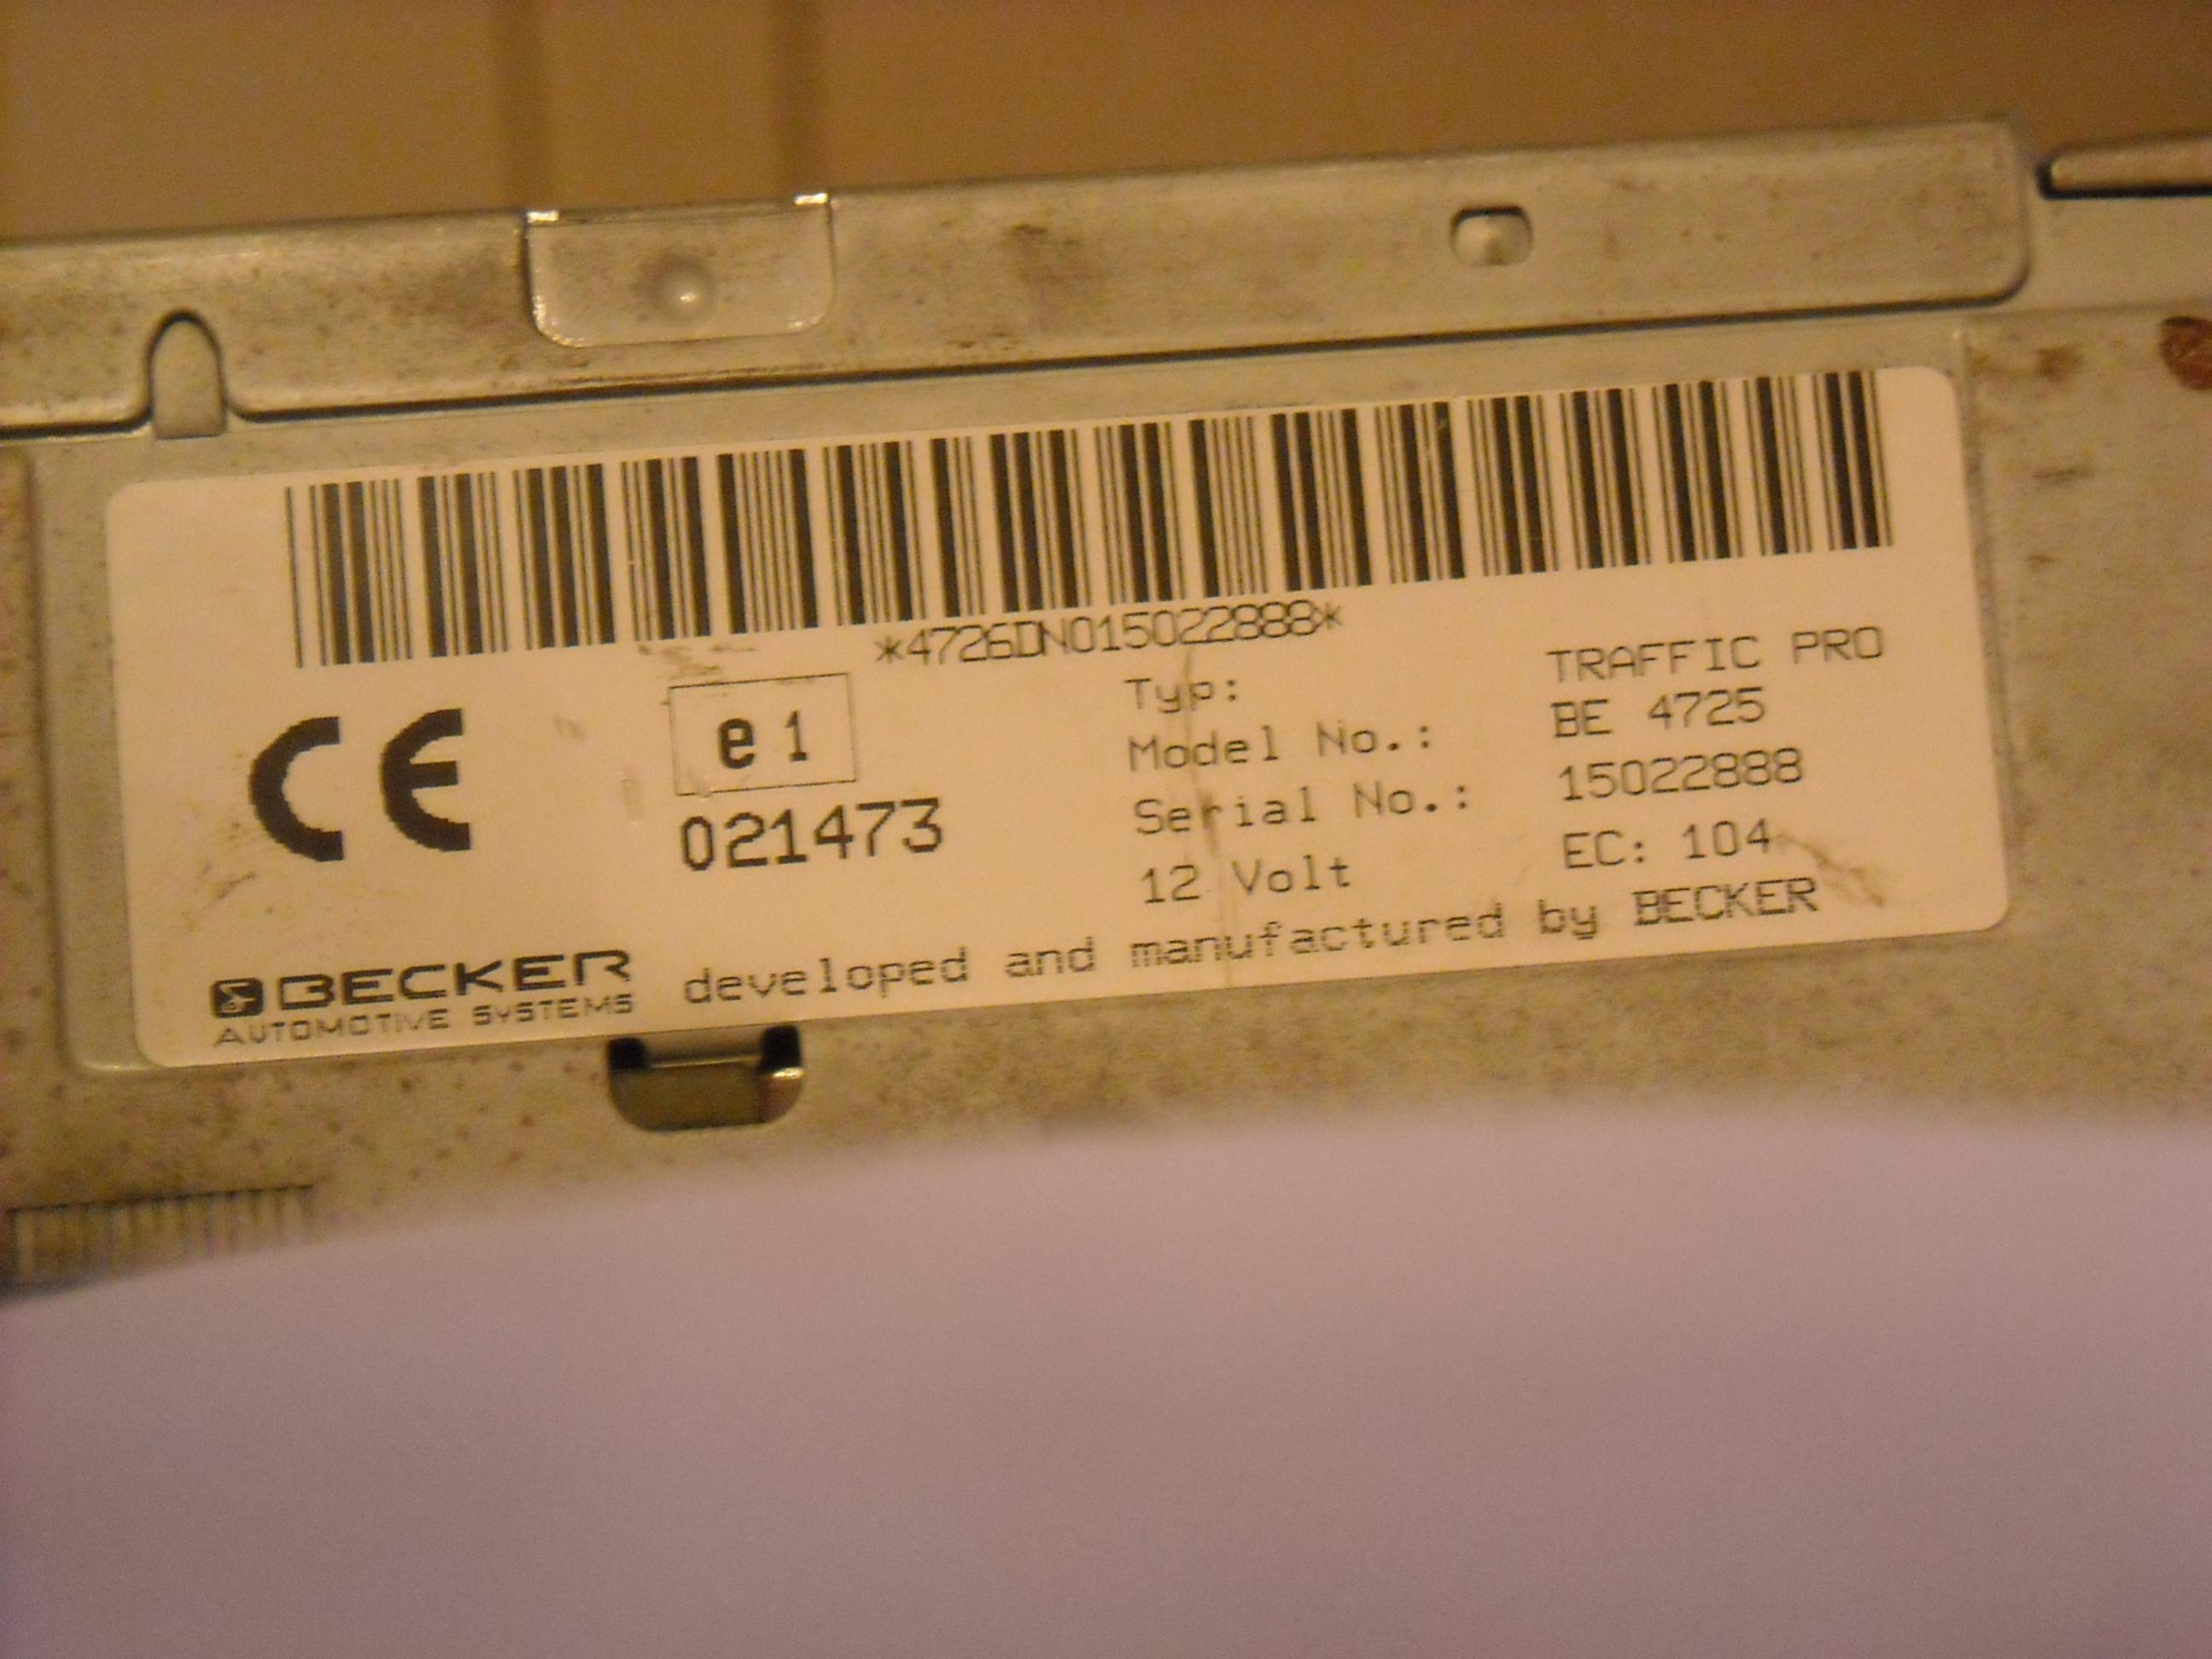 *4726DN015022888*
CE
e1
021473
Typ: TRAFFIC PRO
Model No.: BE 4725
Serial No.: 15022888
12 Volt EC: 104
BECKER
AUTOMOTIVE SYSTEMS
developed and manufactured by BECKER